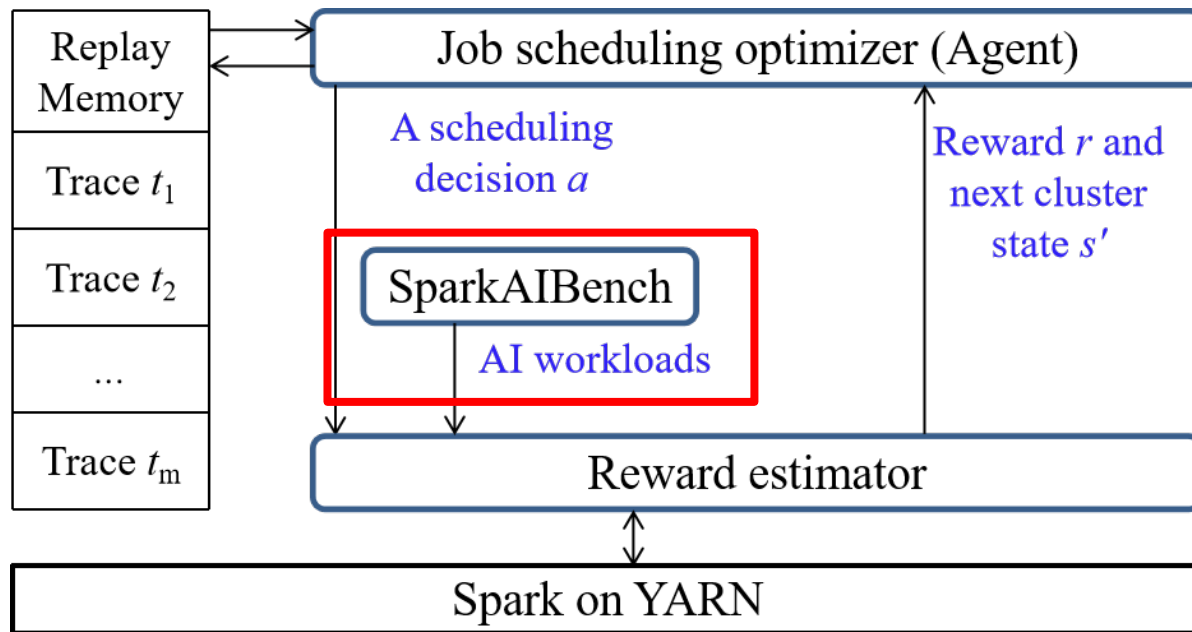 Replay
Memory
Trace t1
Trace t2
...
Trace tm
Job scheduling optimizer (Agent)
A scheduling
decision a
Reward r and
next cluster
state s′
SparkAIBench
AI workloads
Reward estimator
Spark on YARN